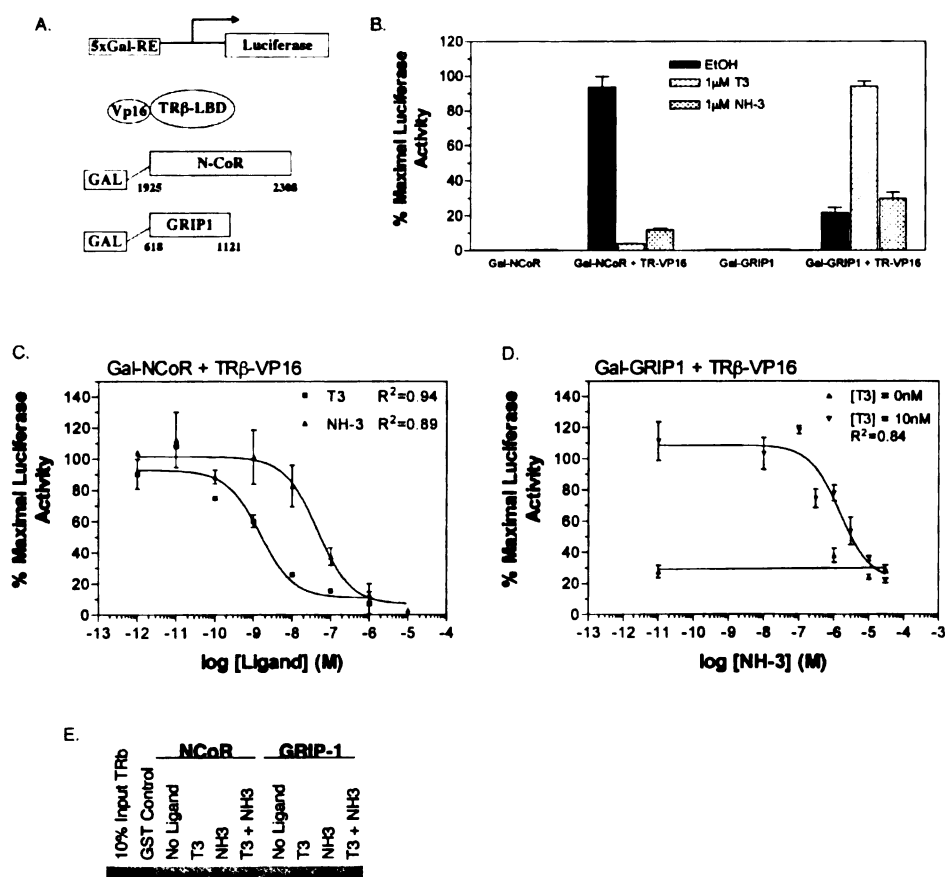 A.
5xGal-RE
Luciferase
Vp16
TRβ-LBD
GAL
N-CoR
1925 2308
GAL
GRIP1
618 1121
B.
% Maximal Luciferase
Activity
120
100
80
60
40
20
0
EtOH
1µM T3
1µM NH-3
Gal-NCoR Gal-NCoR + TR-VP16 Gal-GRIP1 Gal-GRIP1 + TR-VP16
C.
Gal-NCoR + TRβ-VP16
% Maximal Luciferase
Activity
140
120
100
80
60
40
20
0
T3 R²=0.94
NH-3 R²=0.89
-13 -12 -11 -10 -9 -8 -7 -6 -5 -4
log [Ligand] (M)
D.
Gal-GRIP1 + TRβ-VP16
% Maximal Luciferase
Activity
140
120
100
80
60
40
20
0
[T3] = 0nM
[T3] = 10nM
R²=0.84
-13 -12 -11 -10 -9 -8 -7 -6 -5 -4 -3
log [NH-3] (M)
E.
NCoR GRIP-1
10% Input TRb
GST Control
No Ligand
T3
NH3
T3 + NH3
No Ligand
T3
NH3
T3 + NH3